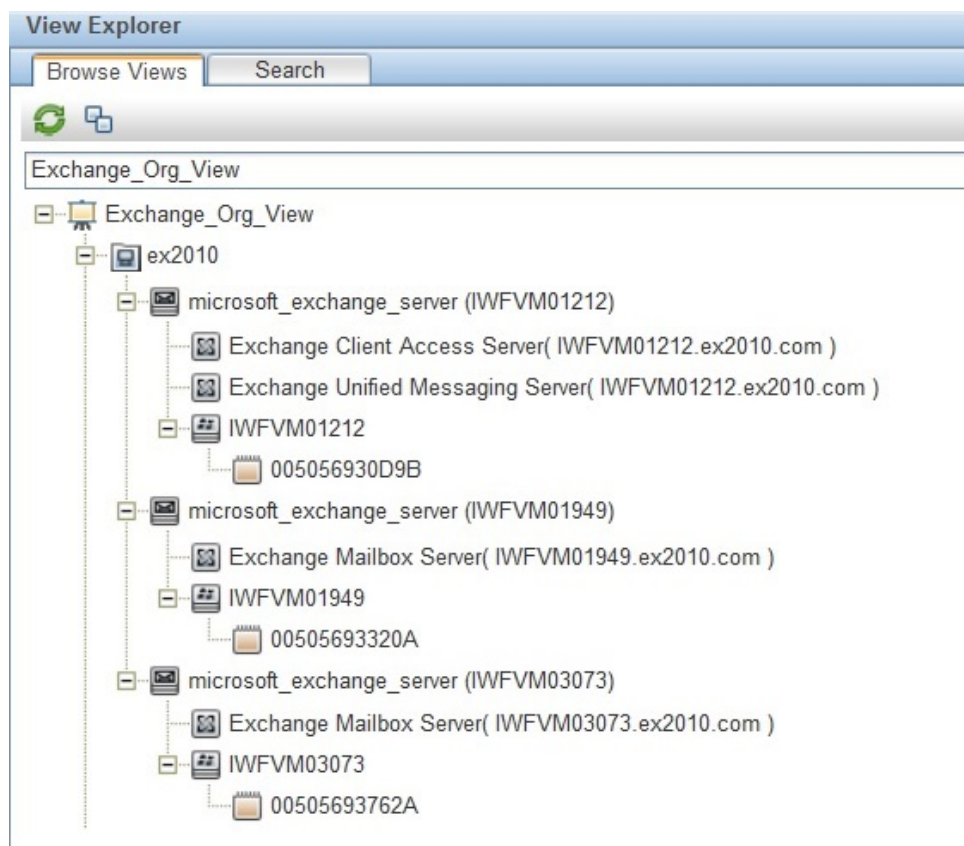 View Explorer
Browse Views Search
Exchange_Org_View
Exchange_Org_View
ex2010
microsoft_exchange_server (IWFVM01212)
Exchange Client Access Server( IWFVM01212.ex2010.com )
Exchange Unified Messaging Server( IWFVM01212.ex2010.com )
IWFVM01212
005056930D9B
microsoft_exchange_server (IWFVM01949)
Exchange Mailbox Server( IWFVM01949.ex2010.com )
IWFVM01949
00505693320A
microsoft_exchange_server (IWFVM03073)
Exchange Mailbox Server( IWFVM03073.ex2010.com )
IWFVM03073
00505693762A